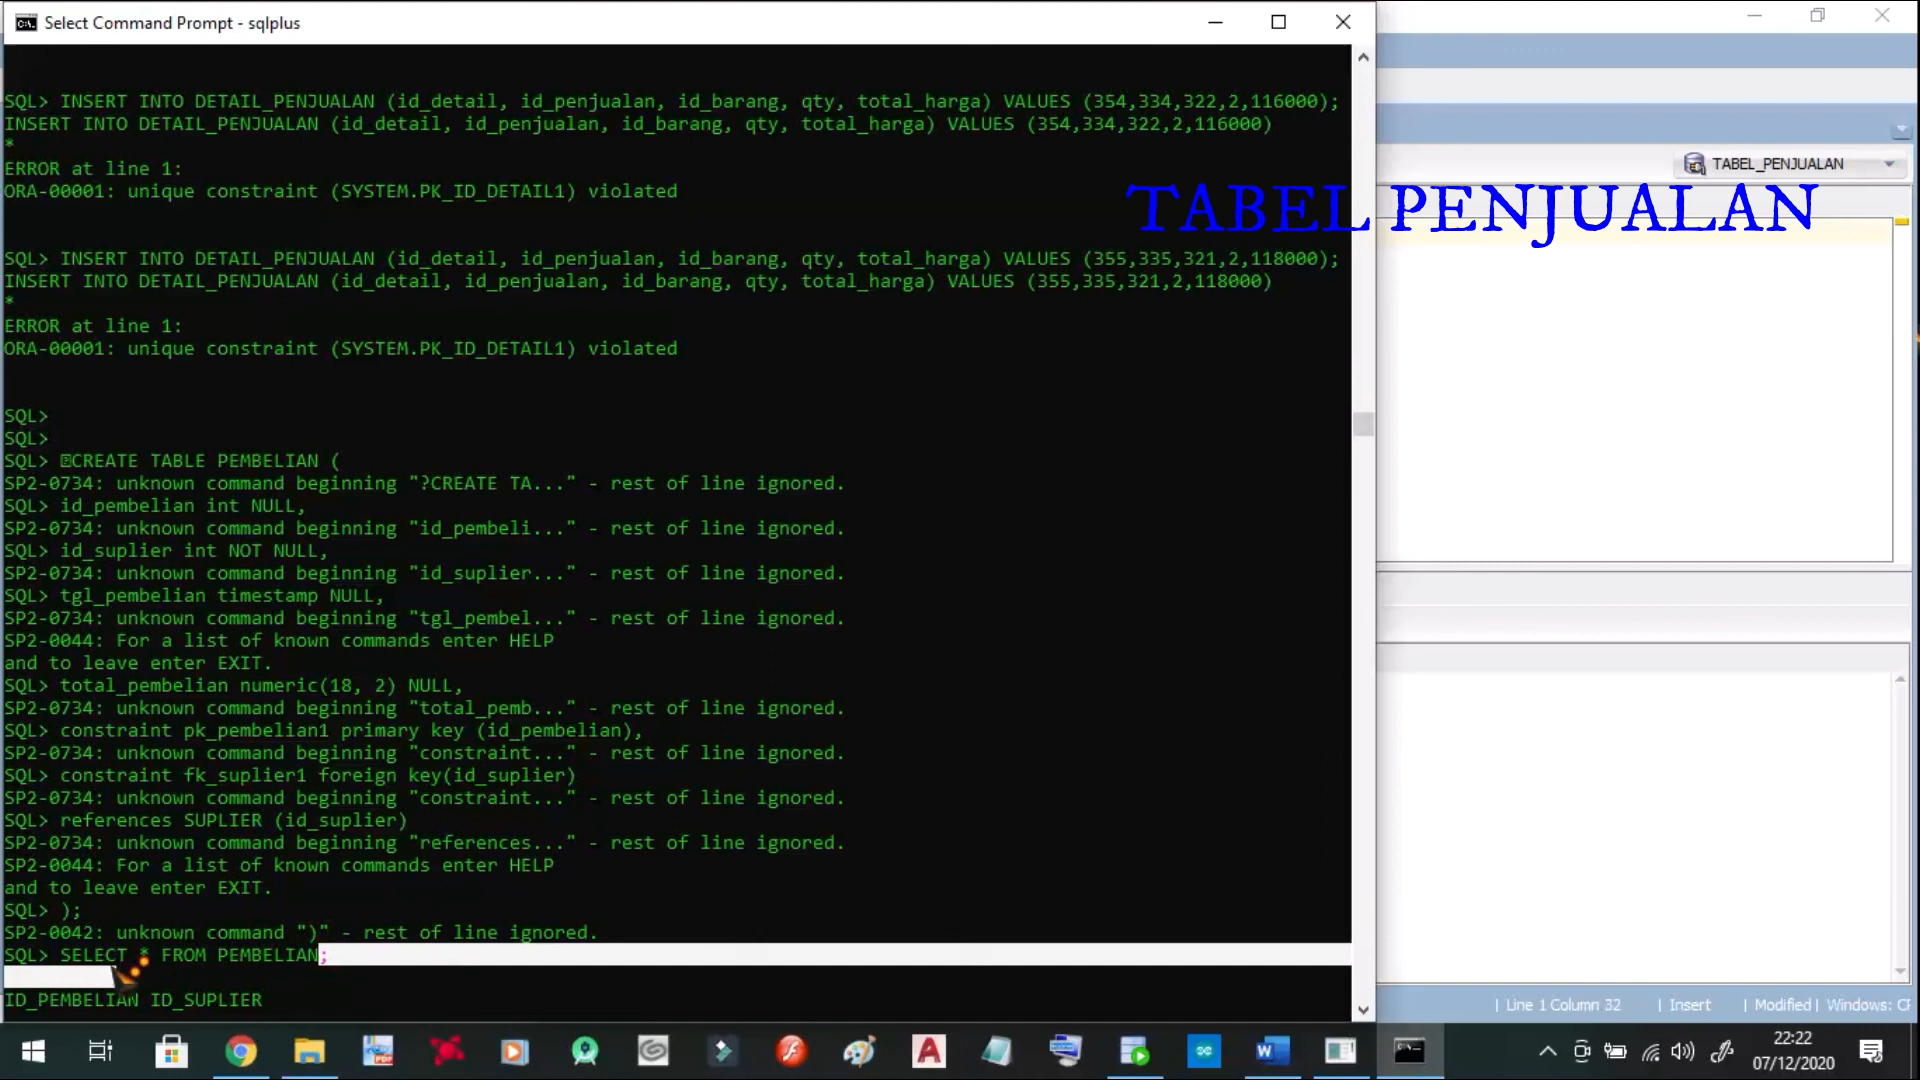 Select Command Prompt - sqlplus
SQL> INSERT INTO DETAIL_PENJUALAN (id_detail, id_penjualan, id_barang, qty, total_harga) VALUES (354,334,322,2,116000);
INSERT INTO DETAIL_PENJUALAN (id_detail, id_penjualan, id_barang, qty, total_harga) VALUES (354,334,322,2,116000)
*
ERROR at line 1:
ORA-00001: unique constraint (SYSTEM.PK_ID_DETAIL1) violated
TABEL_PENJUALAN
TABEL PENJUALAN
SQL> INSERT INTO DETAIL_PENJUALAN (id_detail, id_penjualan, id_barang, qty, total_harga) VALUES (355,335,321,2,118000);
INSERT INTO DETAIL_PENJUALAN (id_detail, id_penjualan, id_barang, qty, total_harga) VALUES (355,335,321,2,118000)
*
ERROR at line 1:
ORA-00001: unique constraint (SYSTEM.PK_ID_DETAIL1) violated
SQL>
SQL>
SQL> CREATE TABLE PEMBELIAN (
SP2-0734: unknown command beginning "?CREATE TA..." - rest of line ignored.
SQL> id_pembelian int NULL,
SP2-0734: unknown command beginning "id_pembeli..." - rest of line ignored.
SQL> id_suplier int NOT NULL,
SP2-0734: unknown command beginning "id_suplier..." - rest of line ignored.
SQL> tgl_pembelian timestamp NULL,
SP2-0734: unknown command beginning "tgl_pembel..." - rest of line ignored.
SP2-0044: For a list of known commands enter HELP
and to leave enter EXIT.
SQL> total_pembelian numeric(18, 2) NULL,
SP2-0734: unknown command beginning "total_pemb..." - rest of line ignored.
SQL> constraint pk_pembelian1 primary key (id_pembelian),
SP2-0734: unknown command beginning "constraint..." - rest of line ignored.
SQL> constraint fk_suplier1 foreign key(id_suplier)
SP2-0734: unknown command beginning "constraint..." - rest of line ignored.
SQL> references SUPLIER (id_suplier)
SP2-0734: unknown command beginning "references..." - rest of line ignored.
SP2-0044: For a list of known commands enter HELP
and to leave enter EXIT.
SQL> );
SP2-0042: unknown command ")" - rest of line ignored.
SQL> SELECT * FROM PEMBELIAN;
ID_PEMBELIAN ID_SUPLIER
| Line 1 Column 32 | Insert | Modified | Windows: CF
22:22
07/12/2020